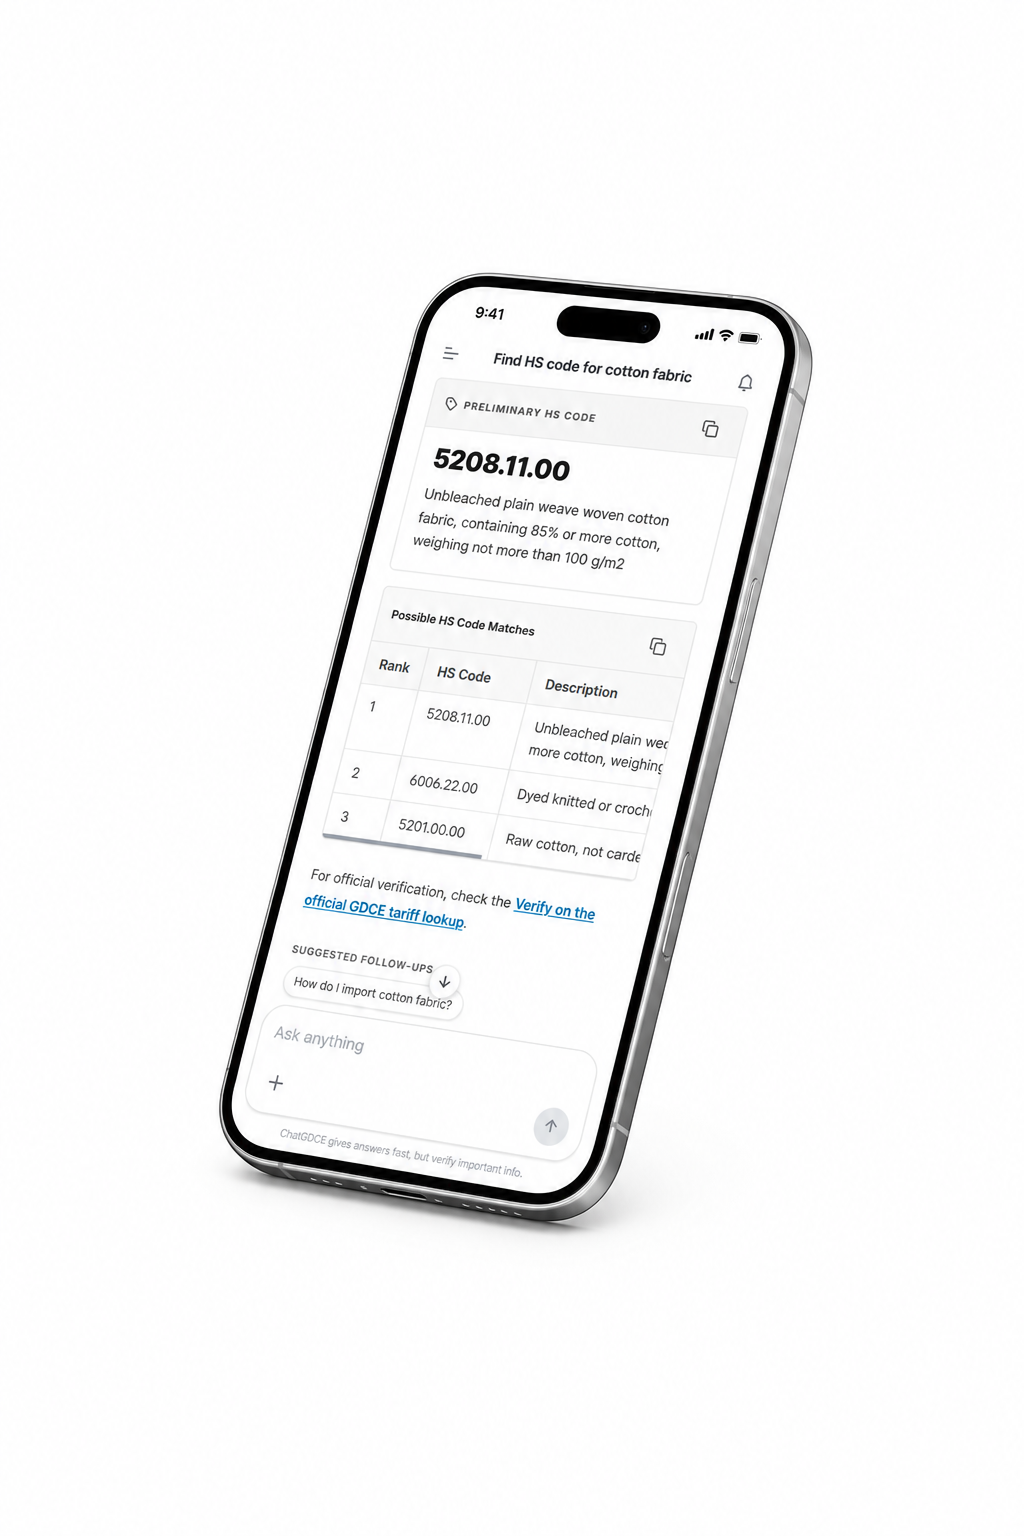 9:41
Find HS code for cotton fabric
PRELIMINARY HS CODE
5208.11.00
Unbleached plain weave woven cotton
fabric, containing 85% or more cotton,
weighing not more than 100 g/m2
Possible HS Code Matches
Rank HS Code Description
1 5208.11.00 Unbleached plain
more cotton, weighing
2 6006.22.00 Dyed knitted or
3 5201.00.00 Raw cotton, not
For official verification, check the Verify on the
official GDCE tariff lookup.
SUGGESTED FOLLOW-UPS
How do I import cotton fabric?
Ask anything
ChatGDCE gives answers fast, but verify important info.